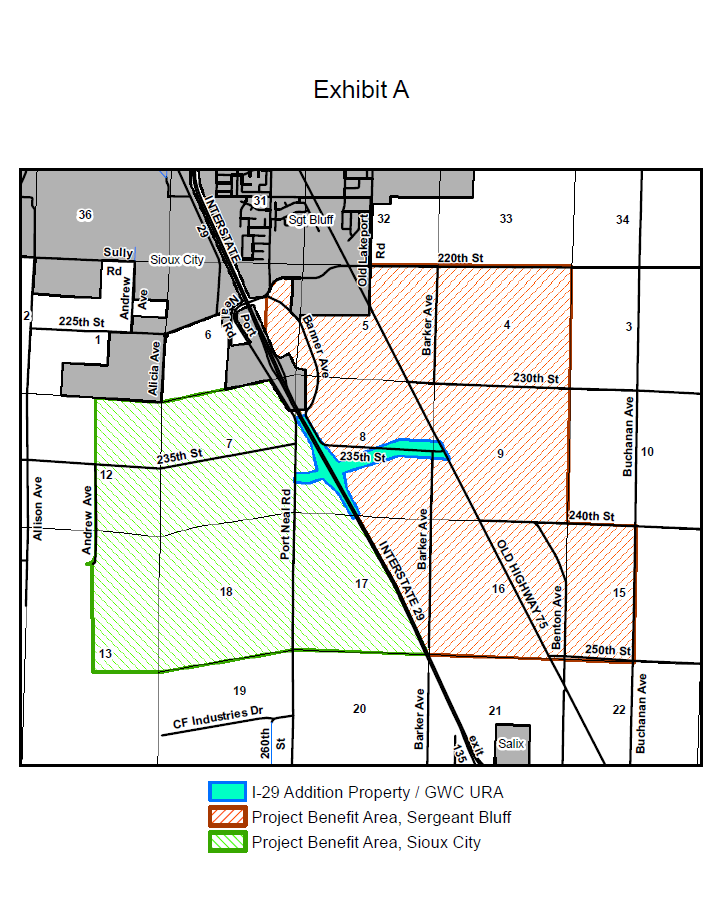 Exhibit A
36
31
Sgt Bluff
32
33
34
INTERSTATE
29
Old Lakeport
Rd
Sully
Rd
Sioux City
220th St
Andrew
Ave
225th St
2
1
6
Port
Neal Rd
Banner Ave
5
Barker Ave
4
3
Alicia Ave
230th St
Buchanan Ave
7
8
235th St
235th St
9
10
12
Allison Ave
Andrew Ave
Port Neal Rd
Barker Ave
240th St
INTERSTATE 29
OLD HIGHWAY 75
Benton Ave
18
17
16
15
13
250th St
19
20
21
22
CF Industries Dr
260th
St
Barker Ave
Buchanan Ave
exit
135
Salix
I-29 Addition Property / GWC URA
Project Benefit Area, Sergeant Bluff
Project Benefit Area, Sioux City